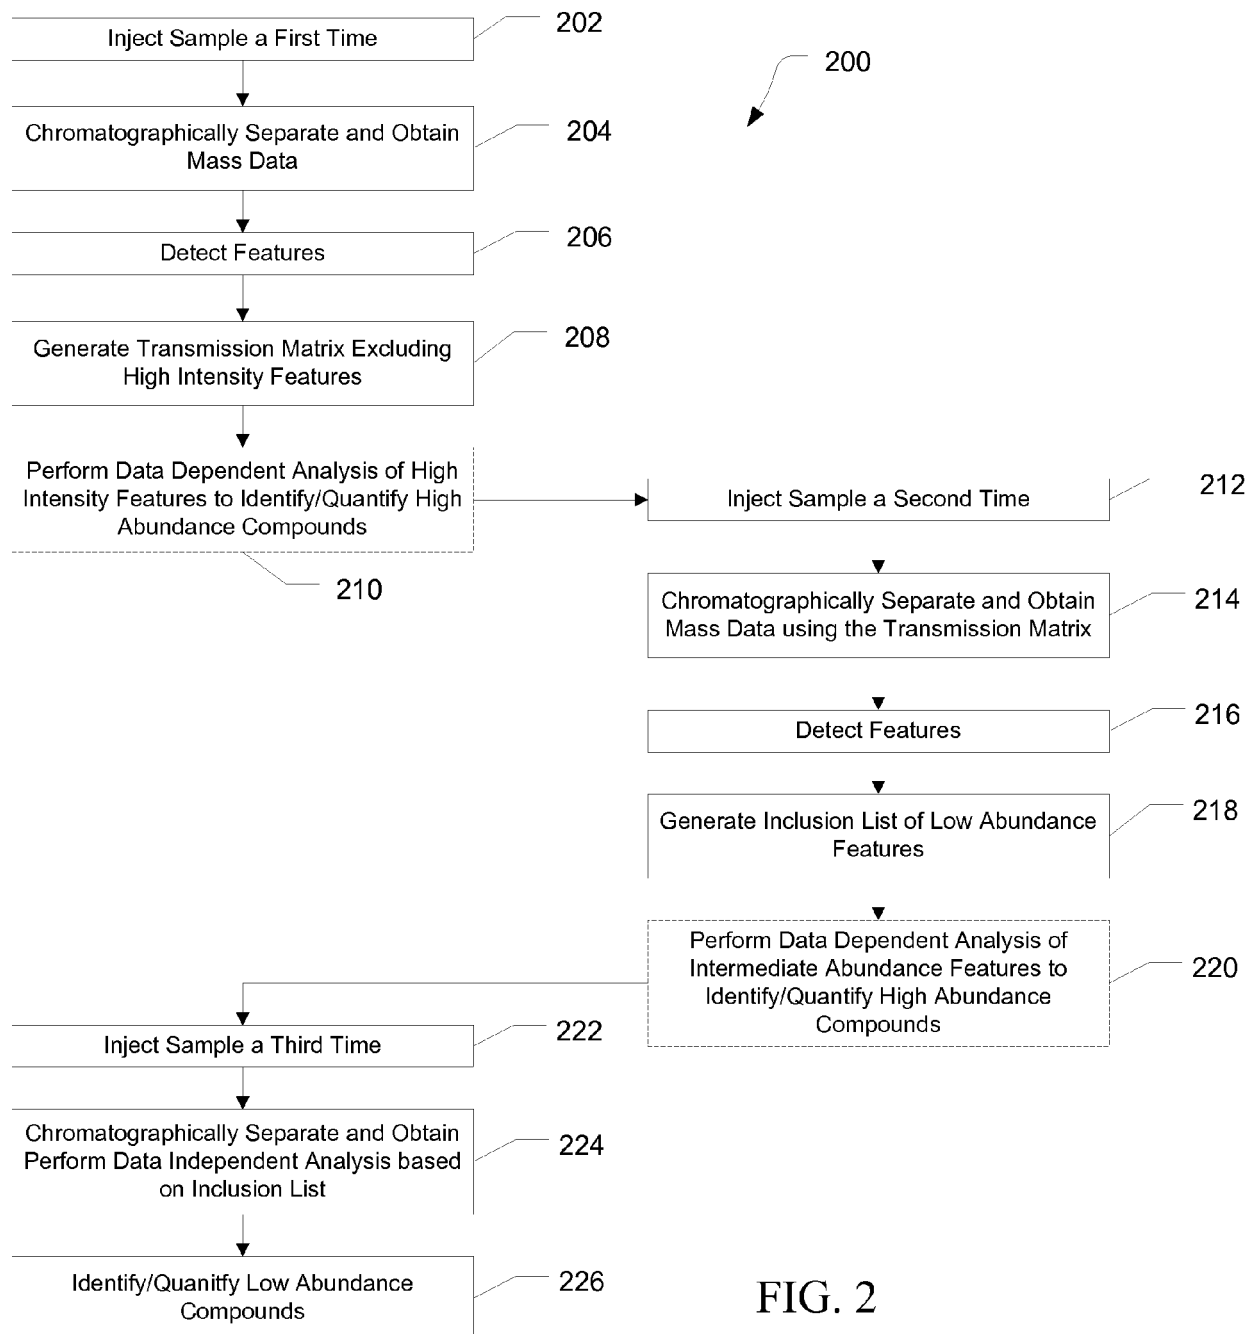 Inject Sample a First Time
202
200
Chromatographically Separate and Obtain
Mass Data
204
Detect Features
206
Generate Transmission Matrix Excluding
High Intensity Features
208
Perform Data Dependent Analysis of High
Intensity Features to Identify/Quantify High
Abundance Compounds
210
Inject Sample a Second Time
212
Chromatographically Separate and Obtain
Mass Data using the Transmission Matrix
214
Detect Features
216
Generate Inclusion List of Low Abundance
Features
218
Perform Data Dependent Analysis of
Intermediate Abundance Features to
Identify/Quantify High Abundance
Compounds
220
Inject Sample a Third Time
222
Chromatographically Separate and Obtain
Perform Data Independent Analysis based
on Inclusion List
224
Identify/Quanitfy Low Abundance
Compounds
226
FIG. 2